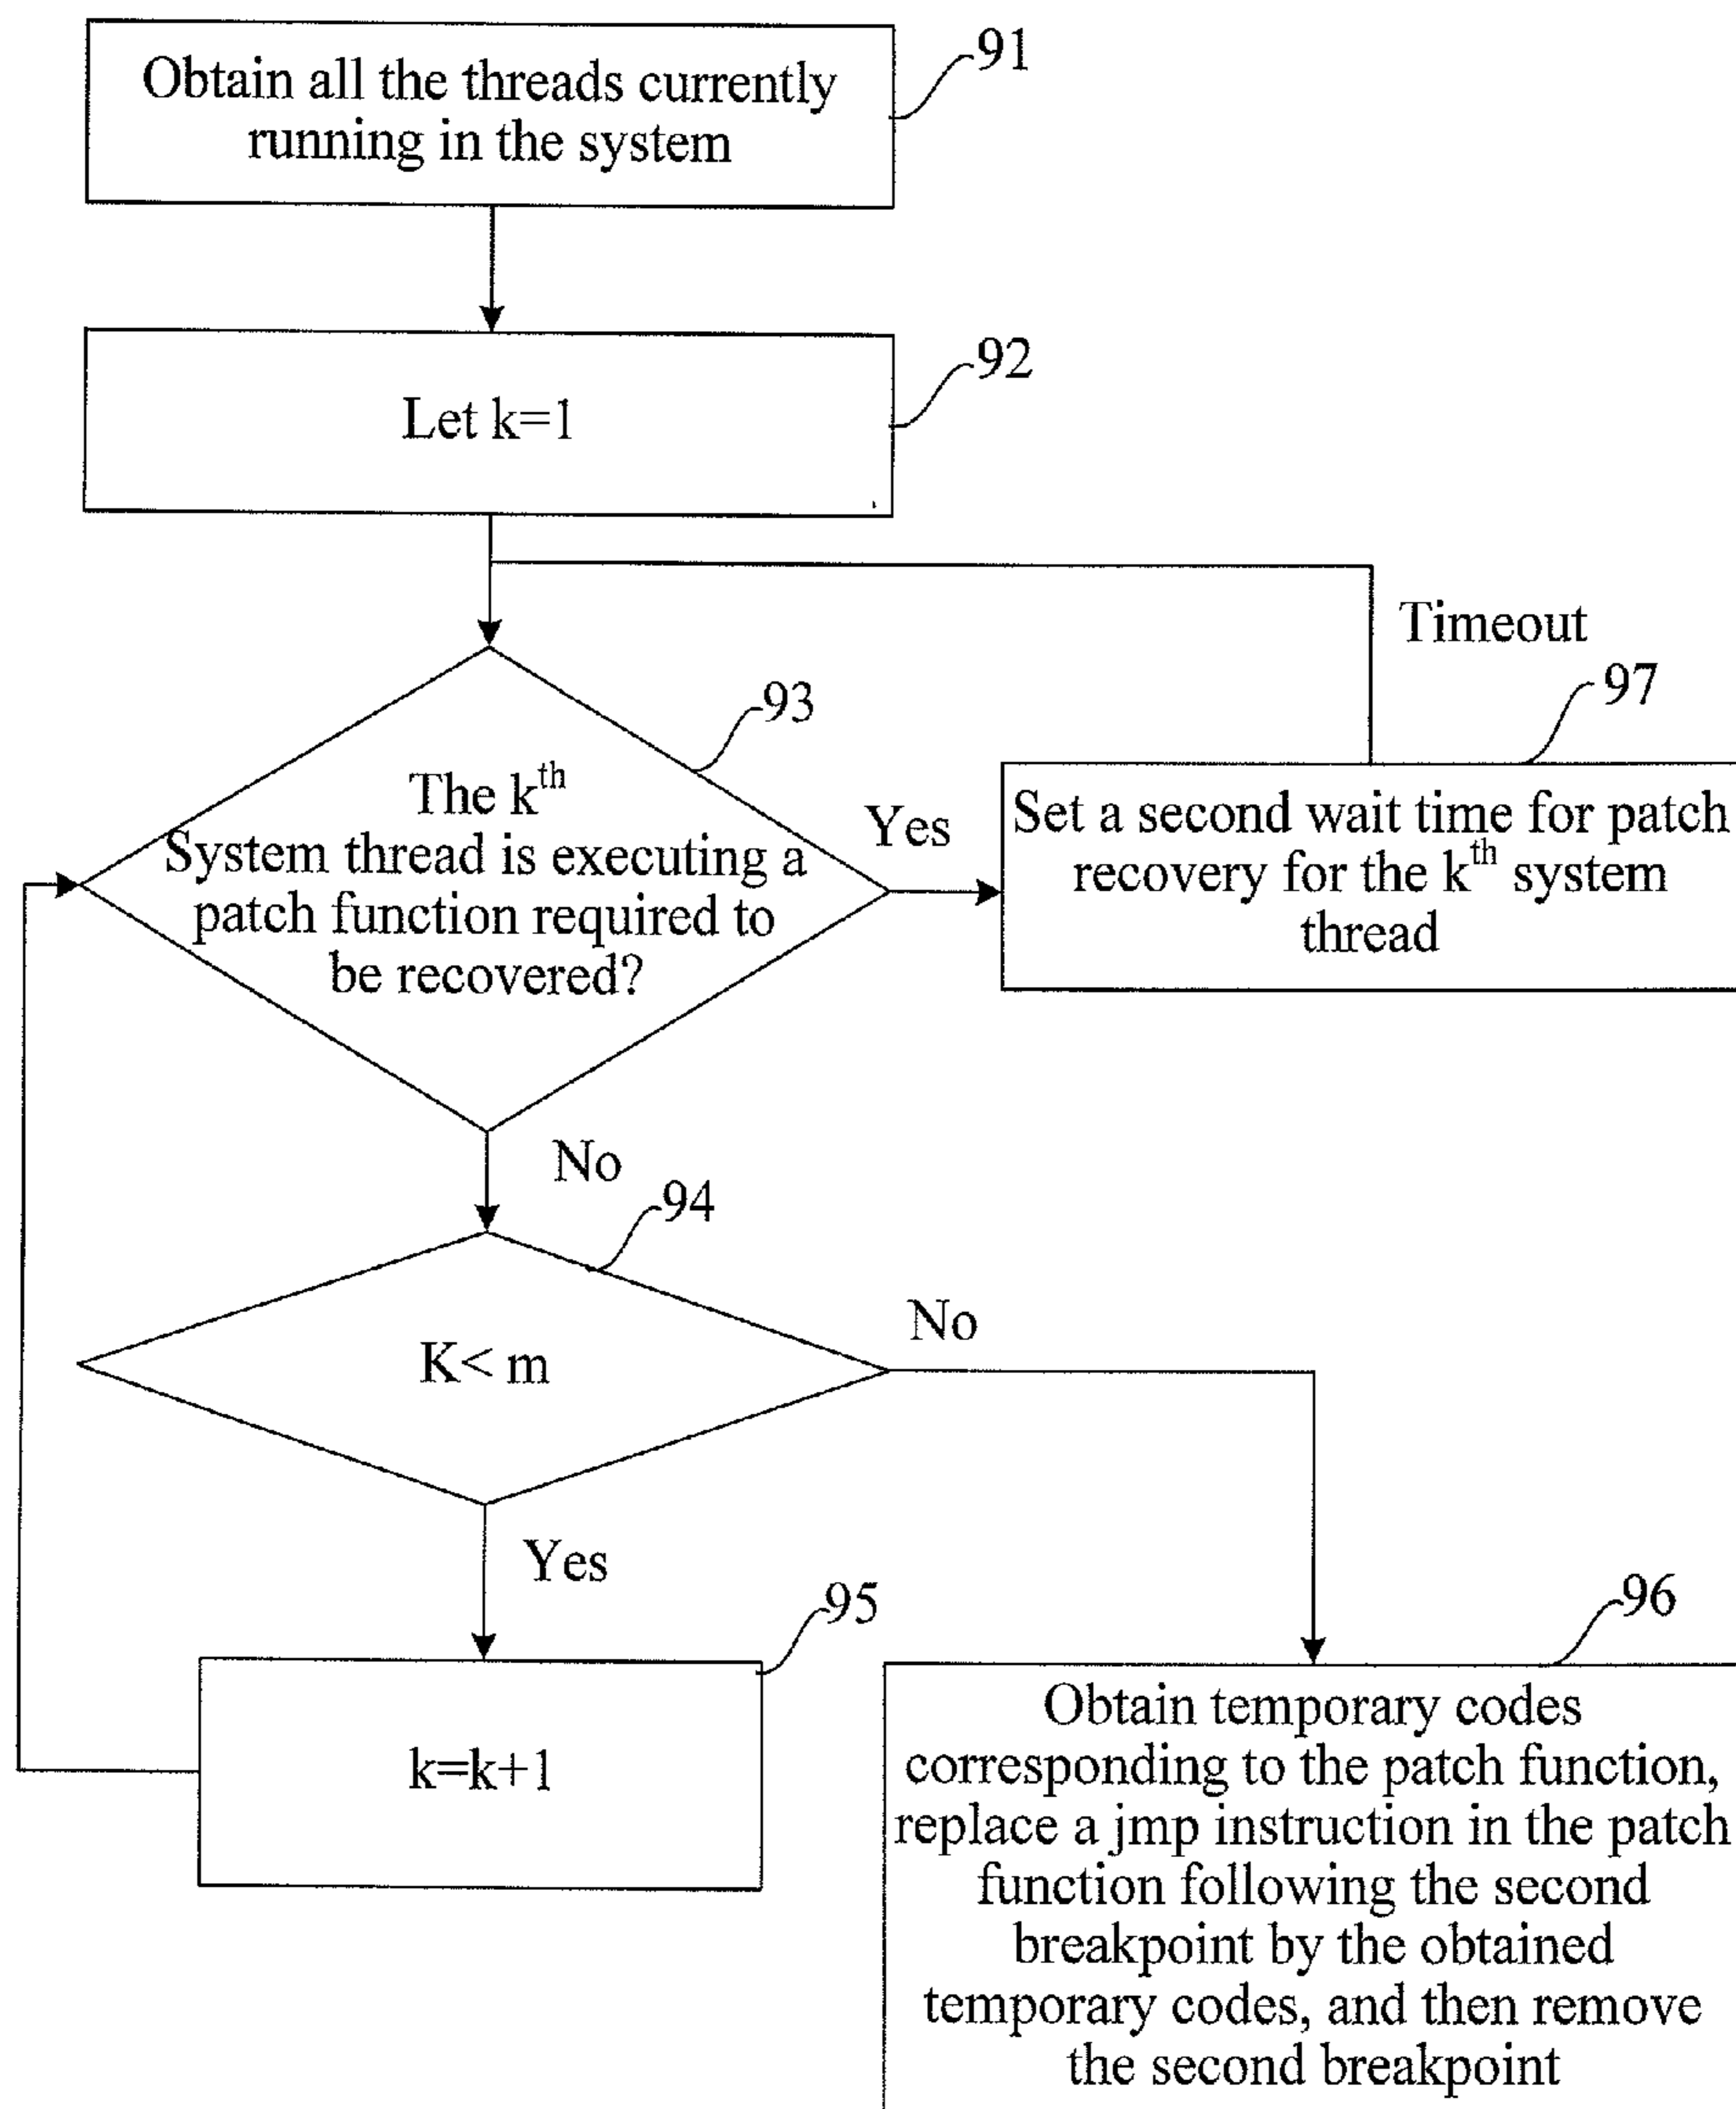 Obtain all the threads currently
running in the system
91
Let k=1
92
Timeout
97
93
The kth
System thread is executing a
patch function required to
be recovered?
Yes
Set a second wait time for patch
recovery for the kth system
thread
No
94
K< m
No
Yes
95
k=k+1
96
Obtain temporary codes
corresponding to the patch function,
replace a jmp instruction in the patch
function following the second
breakpoint by the obtained
temporary codes, and then remove
the second breakpoint